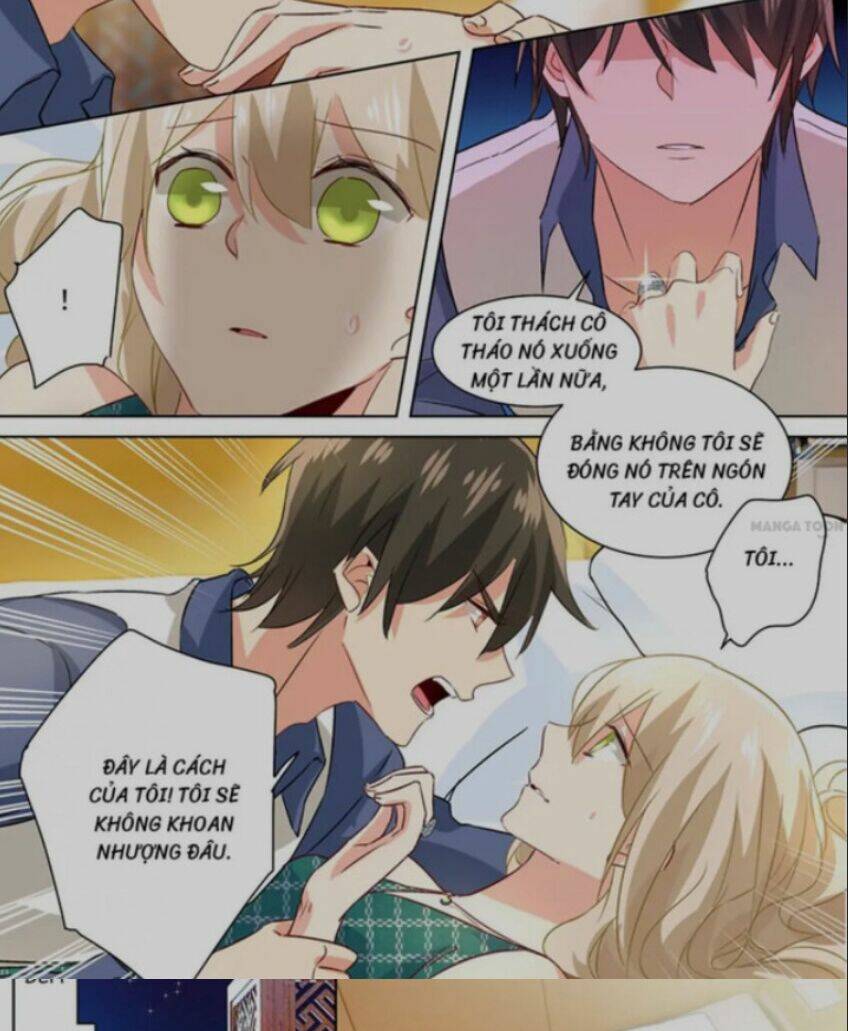 !
TÔI THÁCH CÔ
THÁO NÓ XUỐNG
MỘT LẦN NỮA,
BẰNG KHÔNG TÔI SẼ
ĐÓNG NÓ TRÊN NGÓN
TAY CỦA CÔ.
MANGA TOON
TÔI...
ĐÂY LÀ CÁCH
CỦA TÔI! TÔI SẼ
KHÔNG KHOAN
NHƯỢNG ĐÂU.